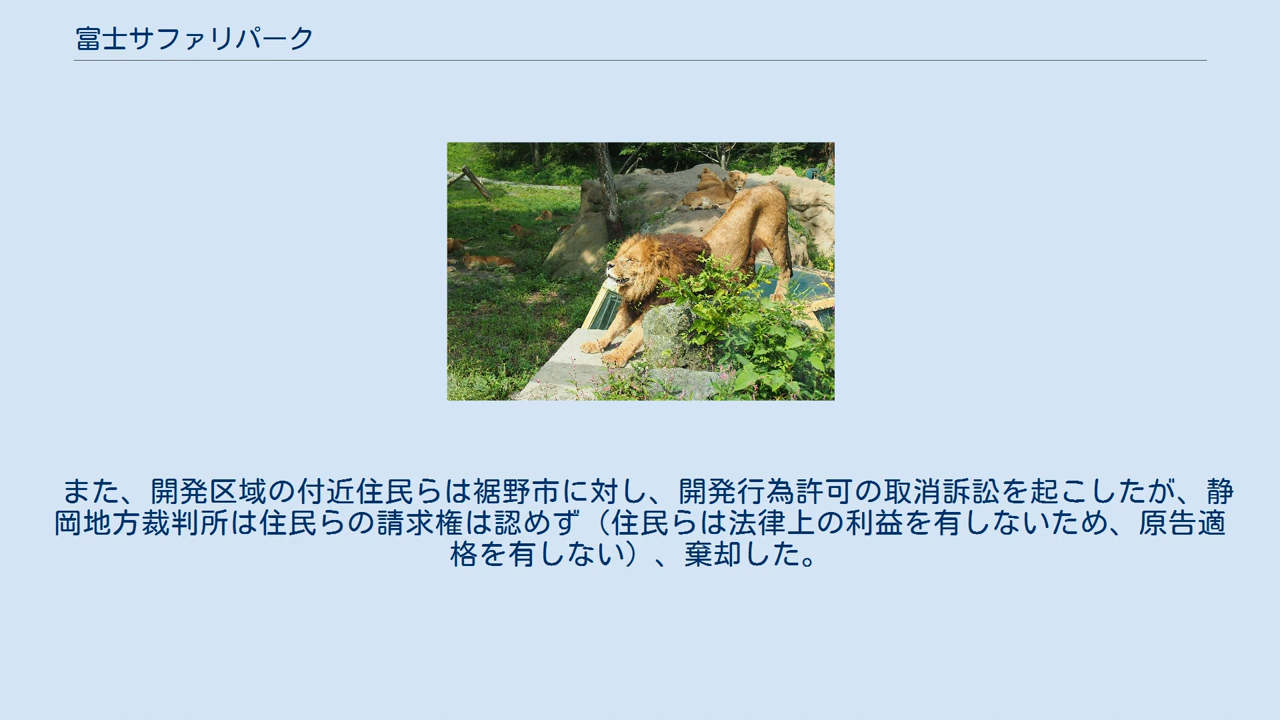 富士サファリパーク
また、開発区域の付近住民らは裾野市に対し、開発行為許可の取消訴訟を起こしたが、静
岡地方裁判所は住民らの請求権は認めず（住民らは法律上の利益を有しないため、原告適
格を有しない）、棄却した。